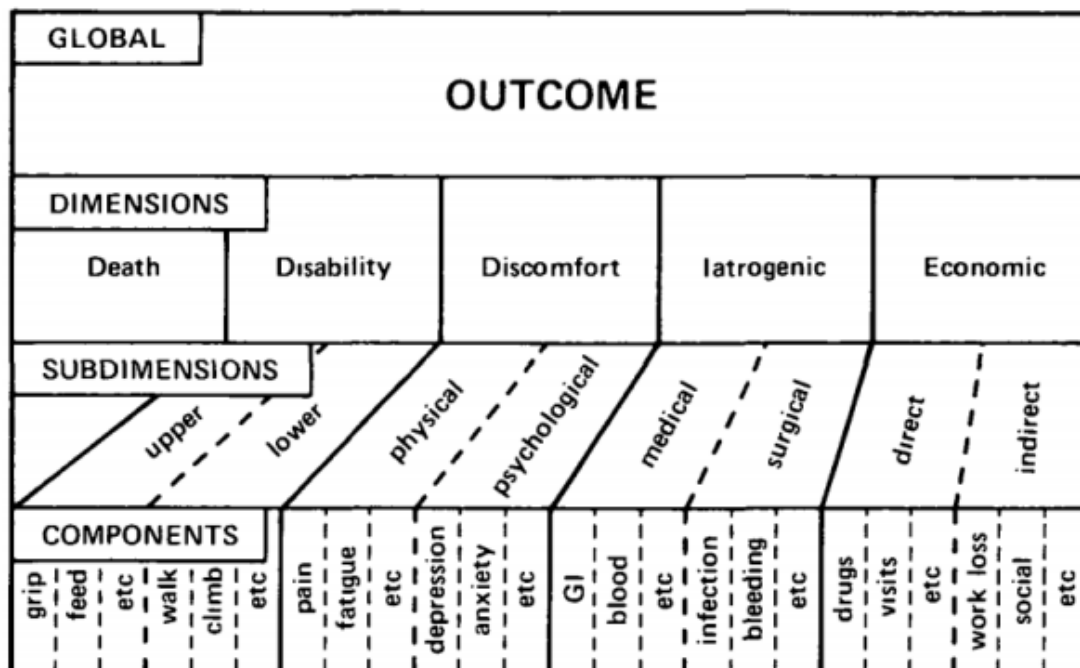 GLOBAL
OUTCOME
DIMENSIONS
Death Disability Discomfort Iatrogenic Economic
SUBDIMENSIONS
upper lower physical psychological medical surgical direct indirect
COMPONENTS
grip feed etc walk climb etc pain fatigue etc depression anxiety etc GI blood etc infection bleeding etc drugs visits etc work loss social etc